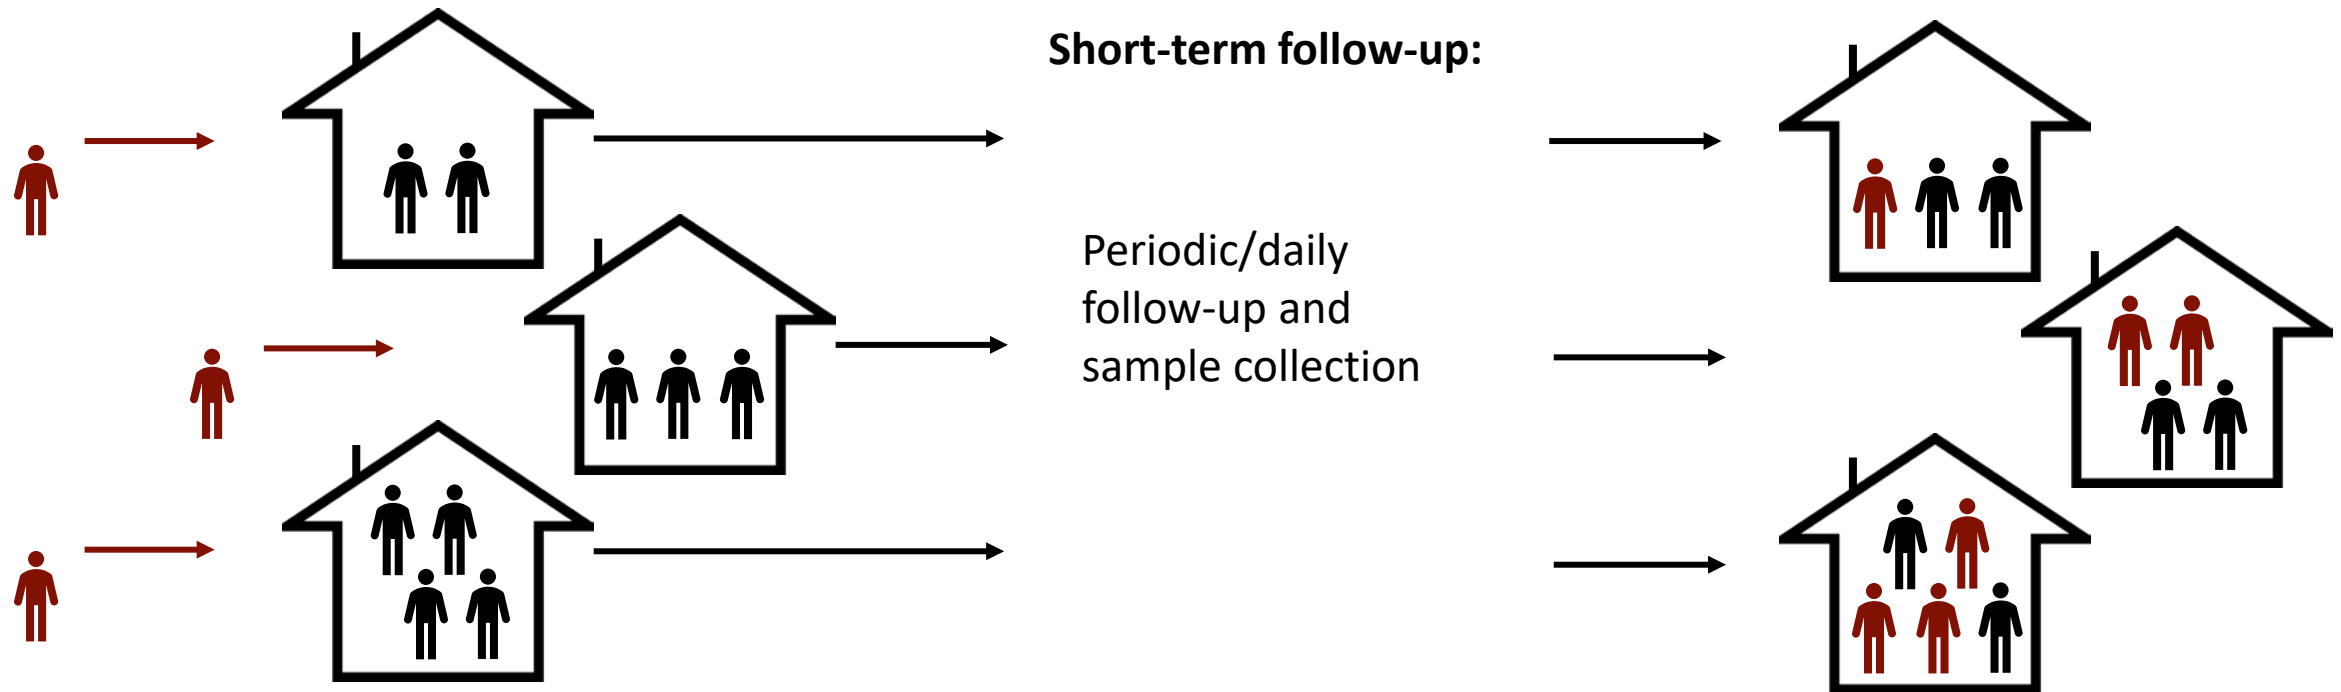 Short-term follow-up:
Periodic/daily
follow-up and
sample collection